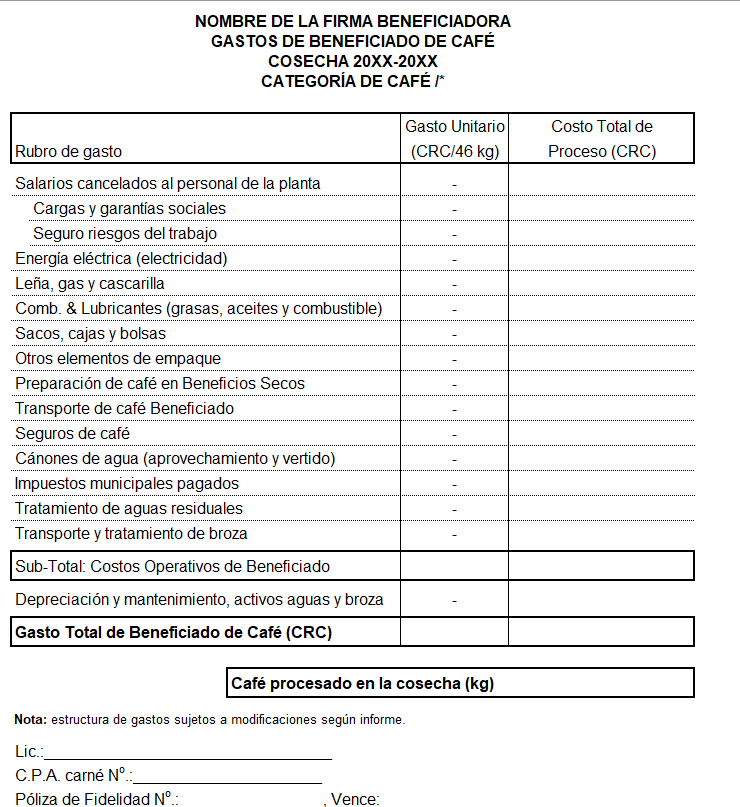 NOMBRE DE LA FIRMA BENEFICIADORA
GASTOS DE BENEFICIADO DE CAFÉ
COSECHA 20XX-20XX
CATEGORÍA DE CAFÉ /*
Rubro de gasto
Gasto Unitario
(CRC/46 kg)
Costo Total de
Proceso (CRC)
Salarios cancelados al personal de la planta -
Cargas y garantías sociales -
Seguro riesgos del trabajo -
Energía eléctrica (electricidad) -
Leña, gas y cascarilla -
Comb. & Lubricantes (grasas, aceites y combustible) -
Sacos, cajas y bolsas -
Otros elementos de empaque -
Preparación de café en Beneficios Secos -
Transporte de café Beneficiado -
Seguros de café -
Cánones de agua (aprovechamiento y vertido) -
Impuestos municipales pagados -
Tratamiento de aguas residuales -
Transporte y tratamiento de broza -
Sub-Total: Costos Operativos de Beneficiado
Depreciación y mantenimiento, activos aguas y broza -
Gasto Total de Beneficiado de Café (CRC)
Café procesado en la cosecha (kg)
Nota: estructura de gastos sujetos a modificaciones según informe.
Lic.:________________________________
C.P.A. carné Nº.:_____________________
Póliza de Fidelidad Nº.: , Vence: